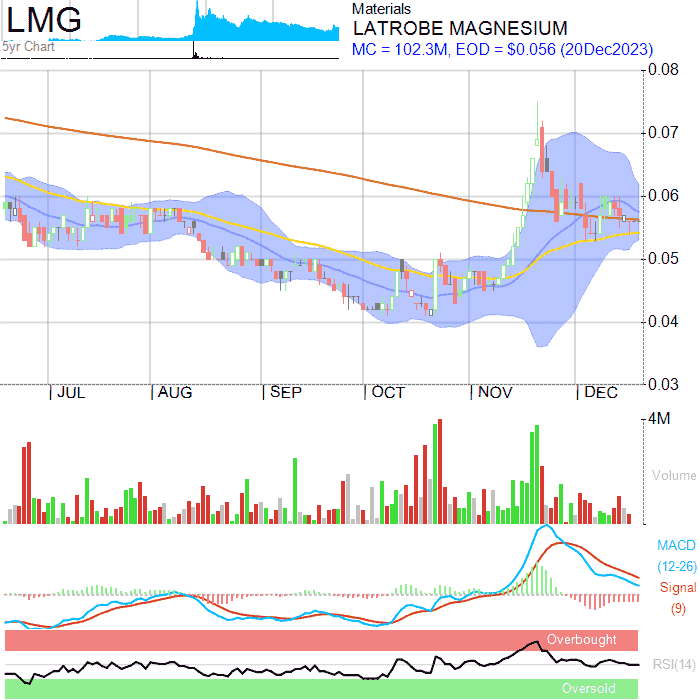 LMG
5yr Chart
Materials
LATROBE MAGNESIUM
MC = 102.3M, EOD = $0.056 (20Dec2023)
0.08
0.07
0.06
0.05
0.04
0.03
JUL AUG SEP OCT NOV DEC
4M
Volume
MACD
(12-26)
Signal
(9)
Overbought
RSI(14)
Oversold